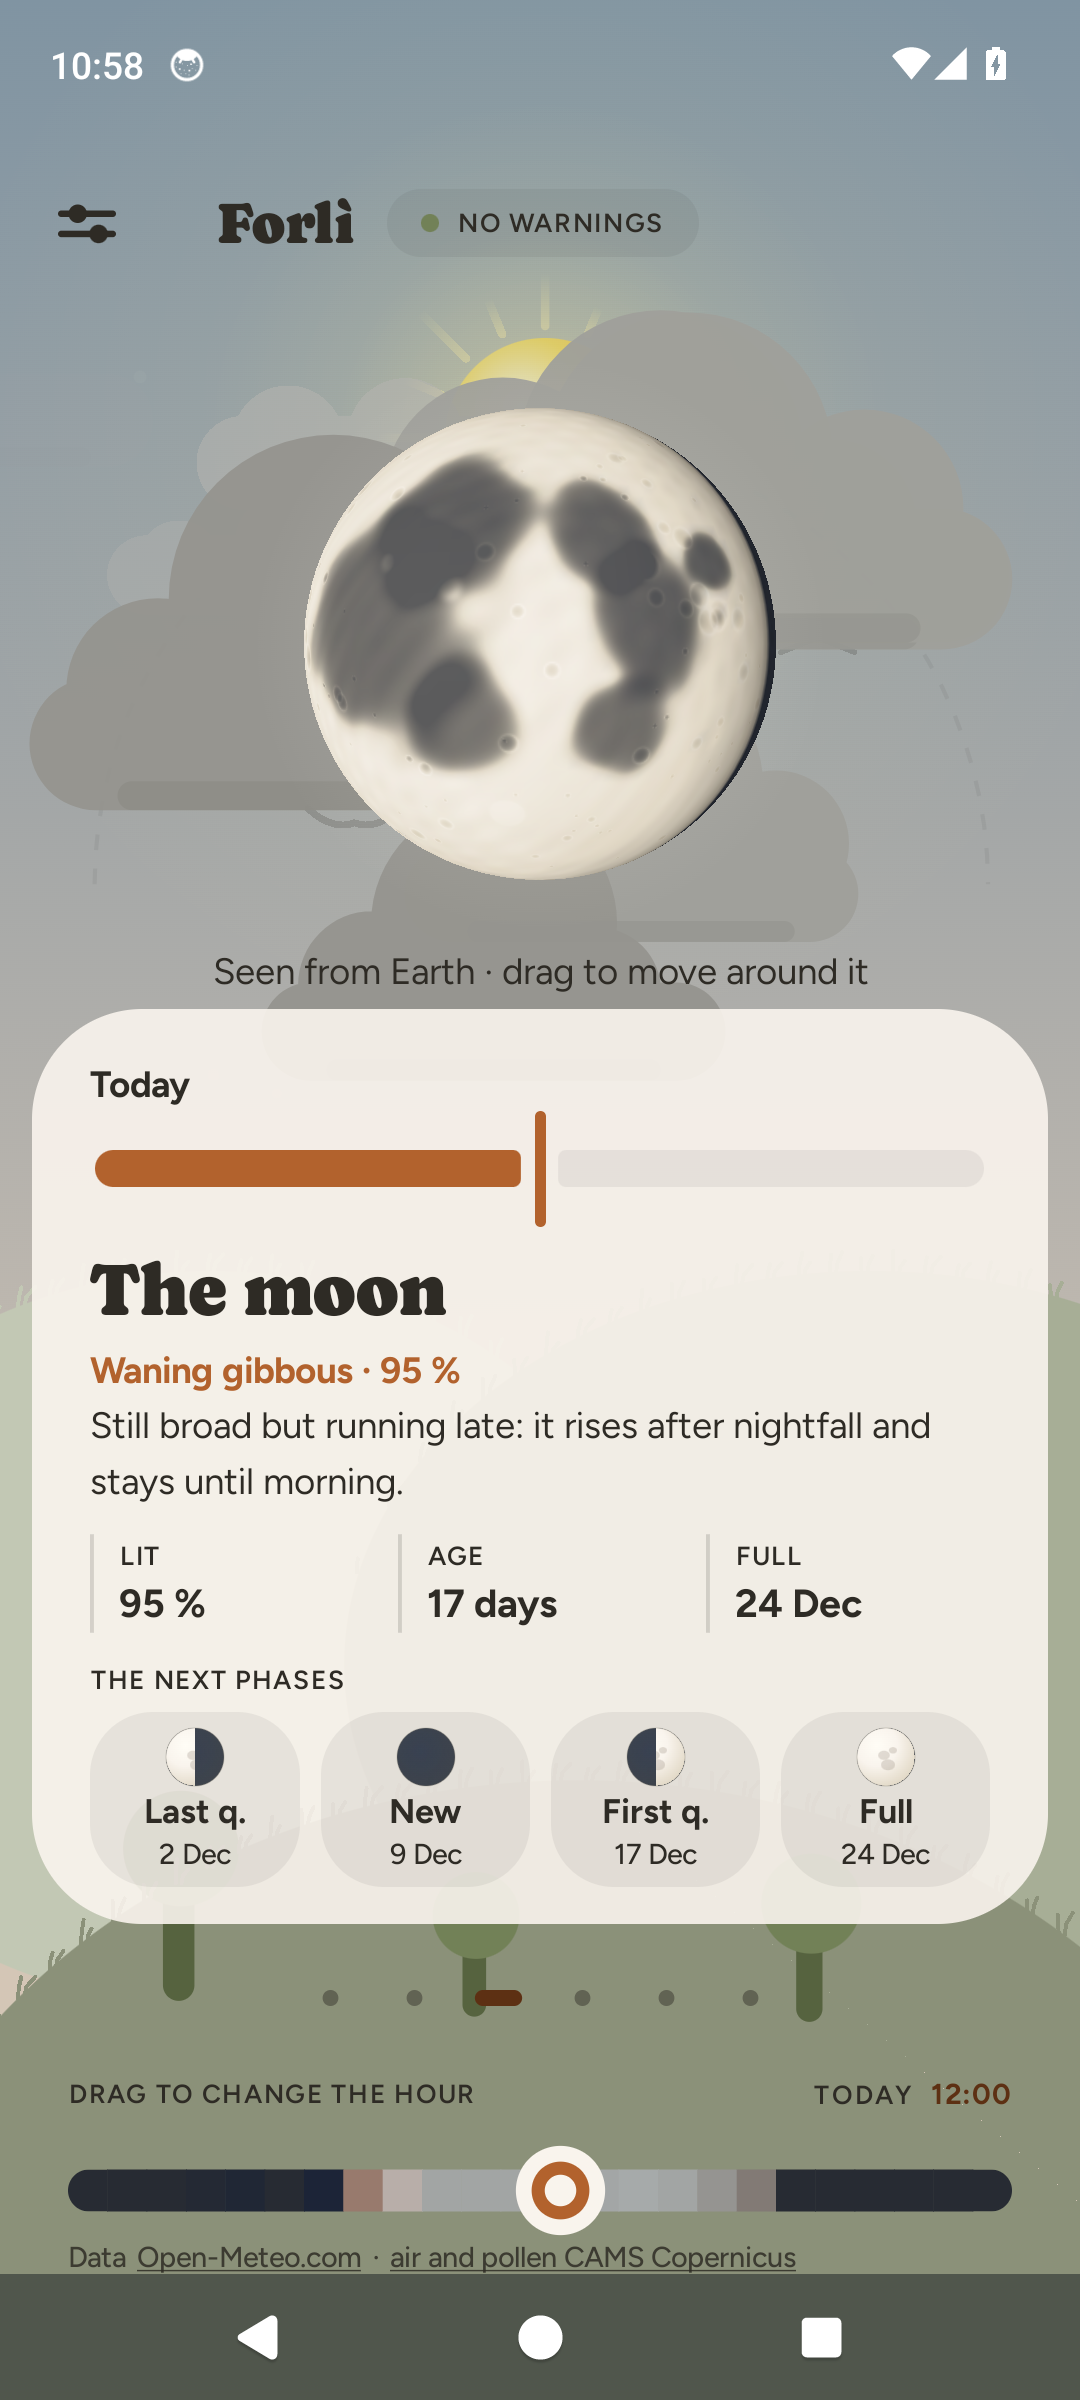 10:58
Forlì
NO WARNINGS
Seen from Earth · drag to move around it
Today
The moon
Waning gibbous · 95 %
Still broad but running late: it rises after nightfall and
stays until morning.
LIT
95 %
AGE
17 days
FULL
24 Dec
THE NEXT PHASES
Last q.
2 Dec
New
9 Dec
First q.
17 Dec
Full
24 Dec
DRAG TO CHANGE THE HOUR
TODAY 12:00
Data Open-Meteo.com · air and pollen CAMS Copernicus